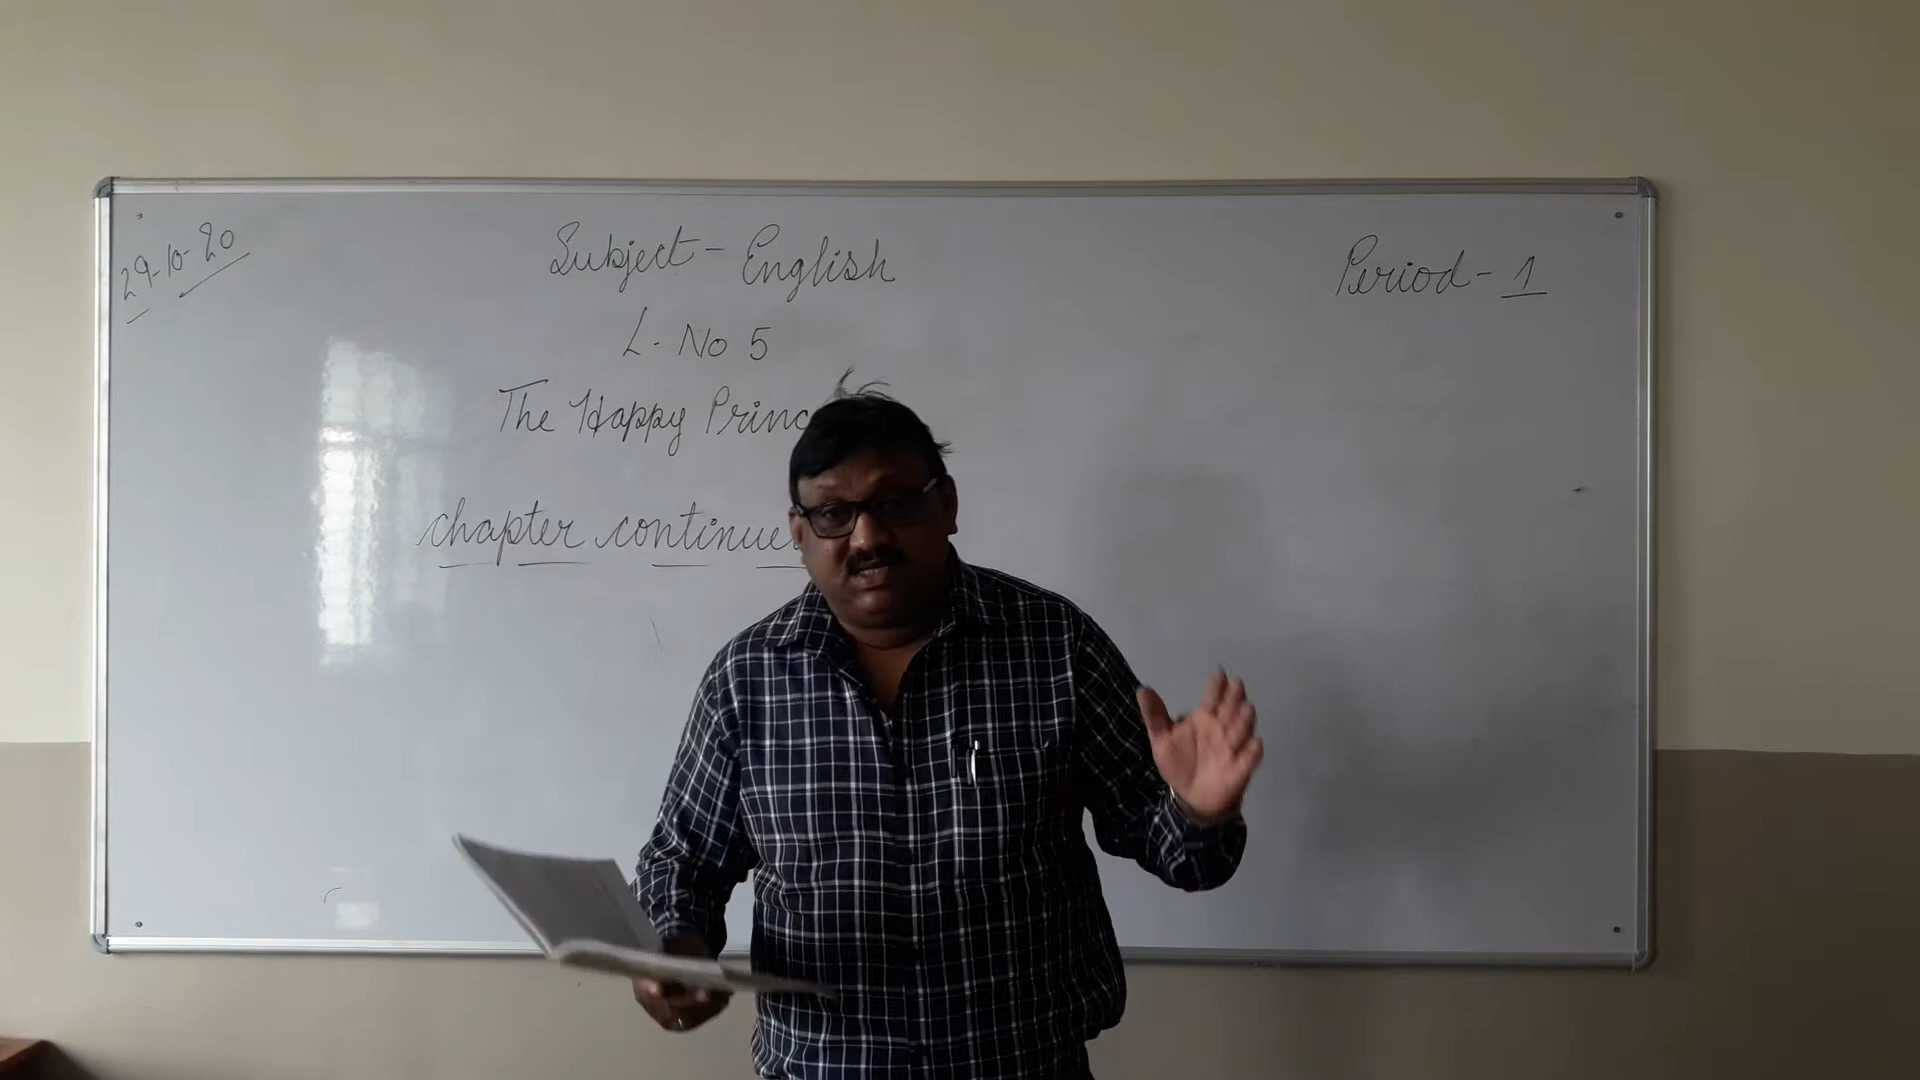 29-10-20
Subject - English
Period - 1
L. No 5
The Happy Princ
chapter continue